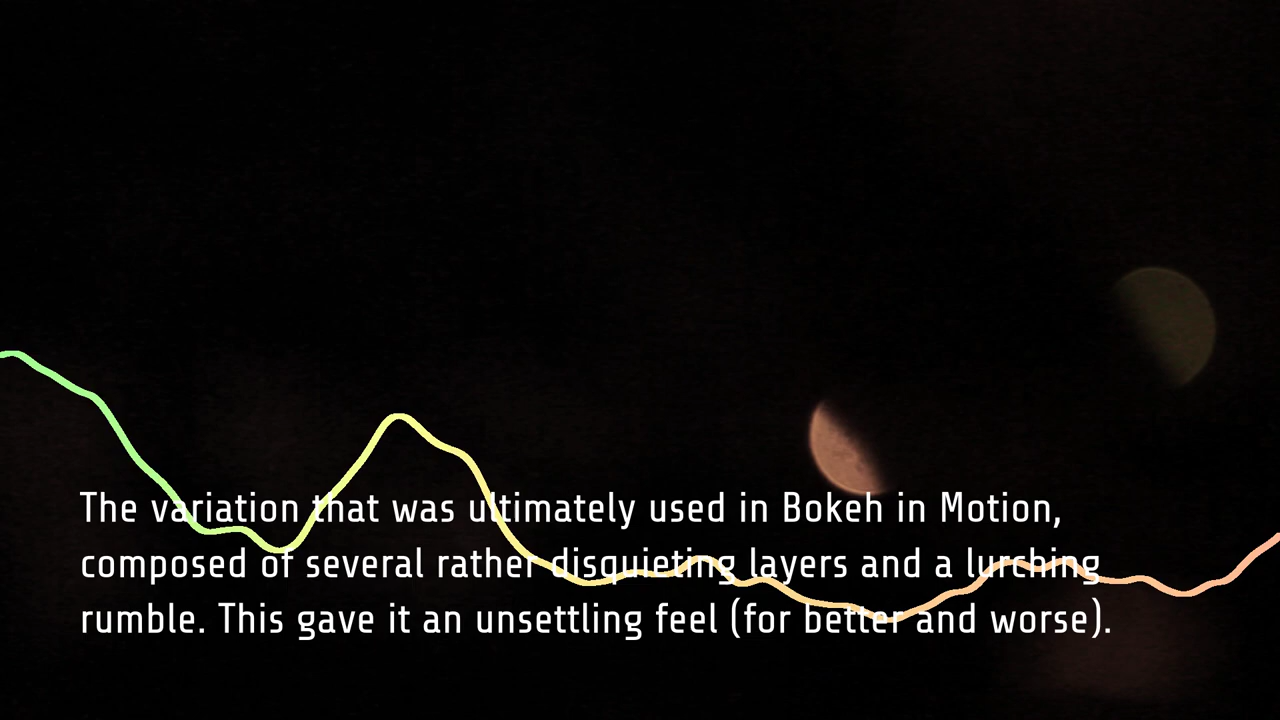 The variation that was ultimately used in Bokeh in Motion,
composed of several rather disquieting layers and a lurching
rumble. This gave it an unsettling feel (for better and worse).